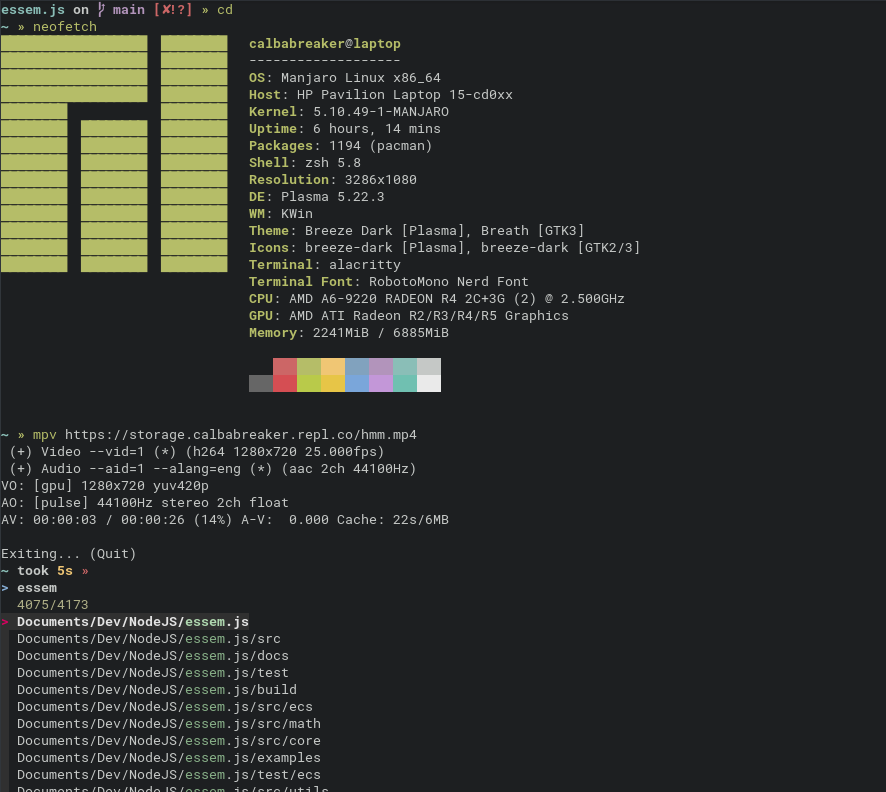 essem.js on main [✘!?] » cd
~ » neofetch
calbabreaker@laptop
-------------------
OS: Manjaro Linux x86_64
Host: HP Pavilion Laptop 15-cd0xx
Kernel: 5.10.49-1-MANJARO
Uptime: 6 hours, 14 mins
Packages: 1194 (pacman)
Shell: zsh 5.8
Resolution: 3286x1080
DE: Plasma 5.22.3
WM: KWin
Theme: Breeze Dark [Plasma], Breath [GTK3]
Icons: breeze-dark [Plasma], breeze-dark [GTK2/3]
Terminal: alacritty
Terminal Font: RobotoMono Nerd Font
CPU: AMD A6-9220 RADEON R4 2C+3G (2) @ 2.500GHz
GPU: AMD ATI Radeon R2/R3/R4/R5 Graphics
Memory: 2241MiB / 6885MiB
~ » mpv https://storage.calbabreaker.repl.co/hmm.mp4
(+) Video --vid=1 (*) (h264 1280x720 25.000fps)
(+) Audio --aid=1 --alang=eng (*) (aac 2ch 44100Hz)
VO: [gpu] 1280x720 yuv420p
AO: [pulse] 44100Hz stereo 2ch float
AV: 00:00:03 / 00:00:26 (14%) A-V:  0.000 Cache: 22s/6MB
Exiting... (Quit)
~ took 5s »
> essem
4075/4173
> Documents/Dev/NodeJS/essem.js
Documents/Dev/NodeJS/essem.js/src
Documents/Dev/NodeJS/essem.js/docs
Documents/Dev/NodeJS/essem.js/test
Documents/Dev/NodeJS/essem.js/build
Documents/Dev/NodeJS/essem.js/src/ecs
Documents/Dev/NodeJS/essem.js/src/math
Documents/Dev/NodeJS/essem.js/src/core
Documents/Dev/NodeJS/essem.js/examples
Documents/Dev/NodeJS/essem.js/test/ecs
Documents/Dev/NodeJS/essem.js/src/utils